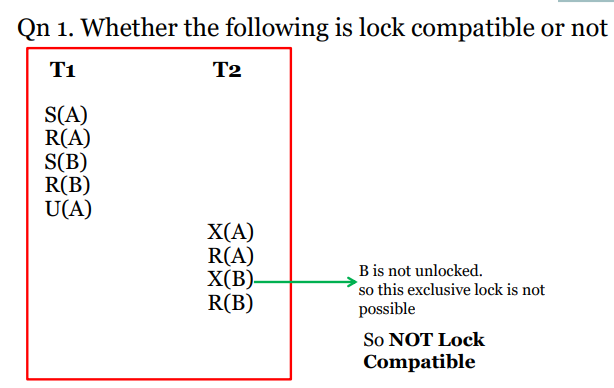 Qn 1. Whether the following is lock compatible or not
T1 T2
S(A)
R(A)
S(B)
R(B)
U(A)
X(A)
R(A)
X(B)
R(B)
B is not unlocked.
so this exclusive lock is not
possible
So NOT Lock
Compatible